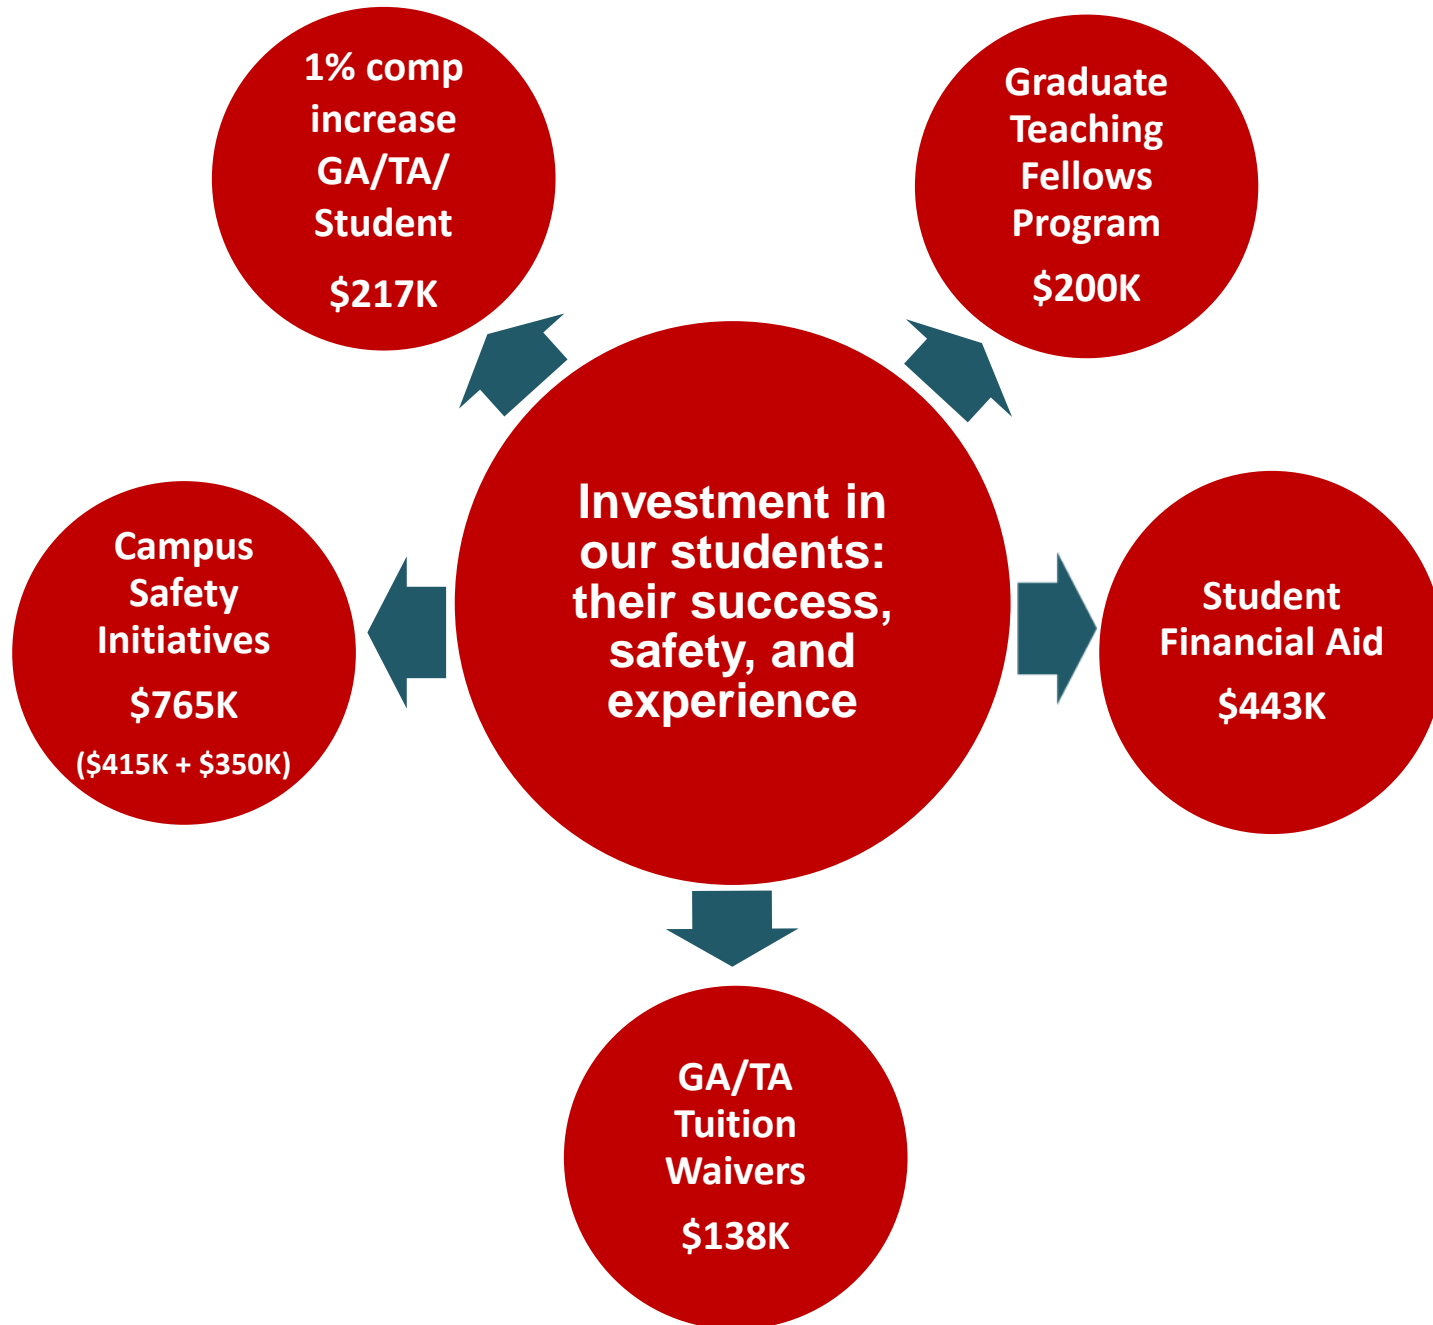 1% comp
increase
GA/TA/
Student
$217K
Graduate
Teaching
Fellows
Program
$200K
Investment in
our students:
their success,
safety, and
experience
Campus
Safety
Initiatives
$765K
($415K + $350K)
Student
Financial Aid
$443K
GA/TA
Tuition
Waivers
$138K